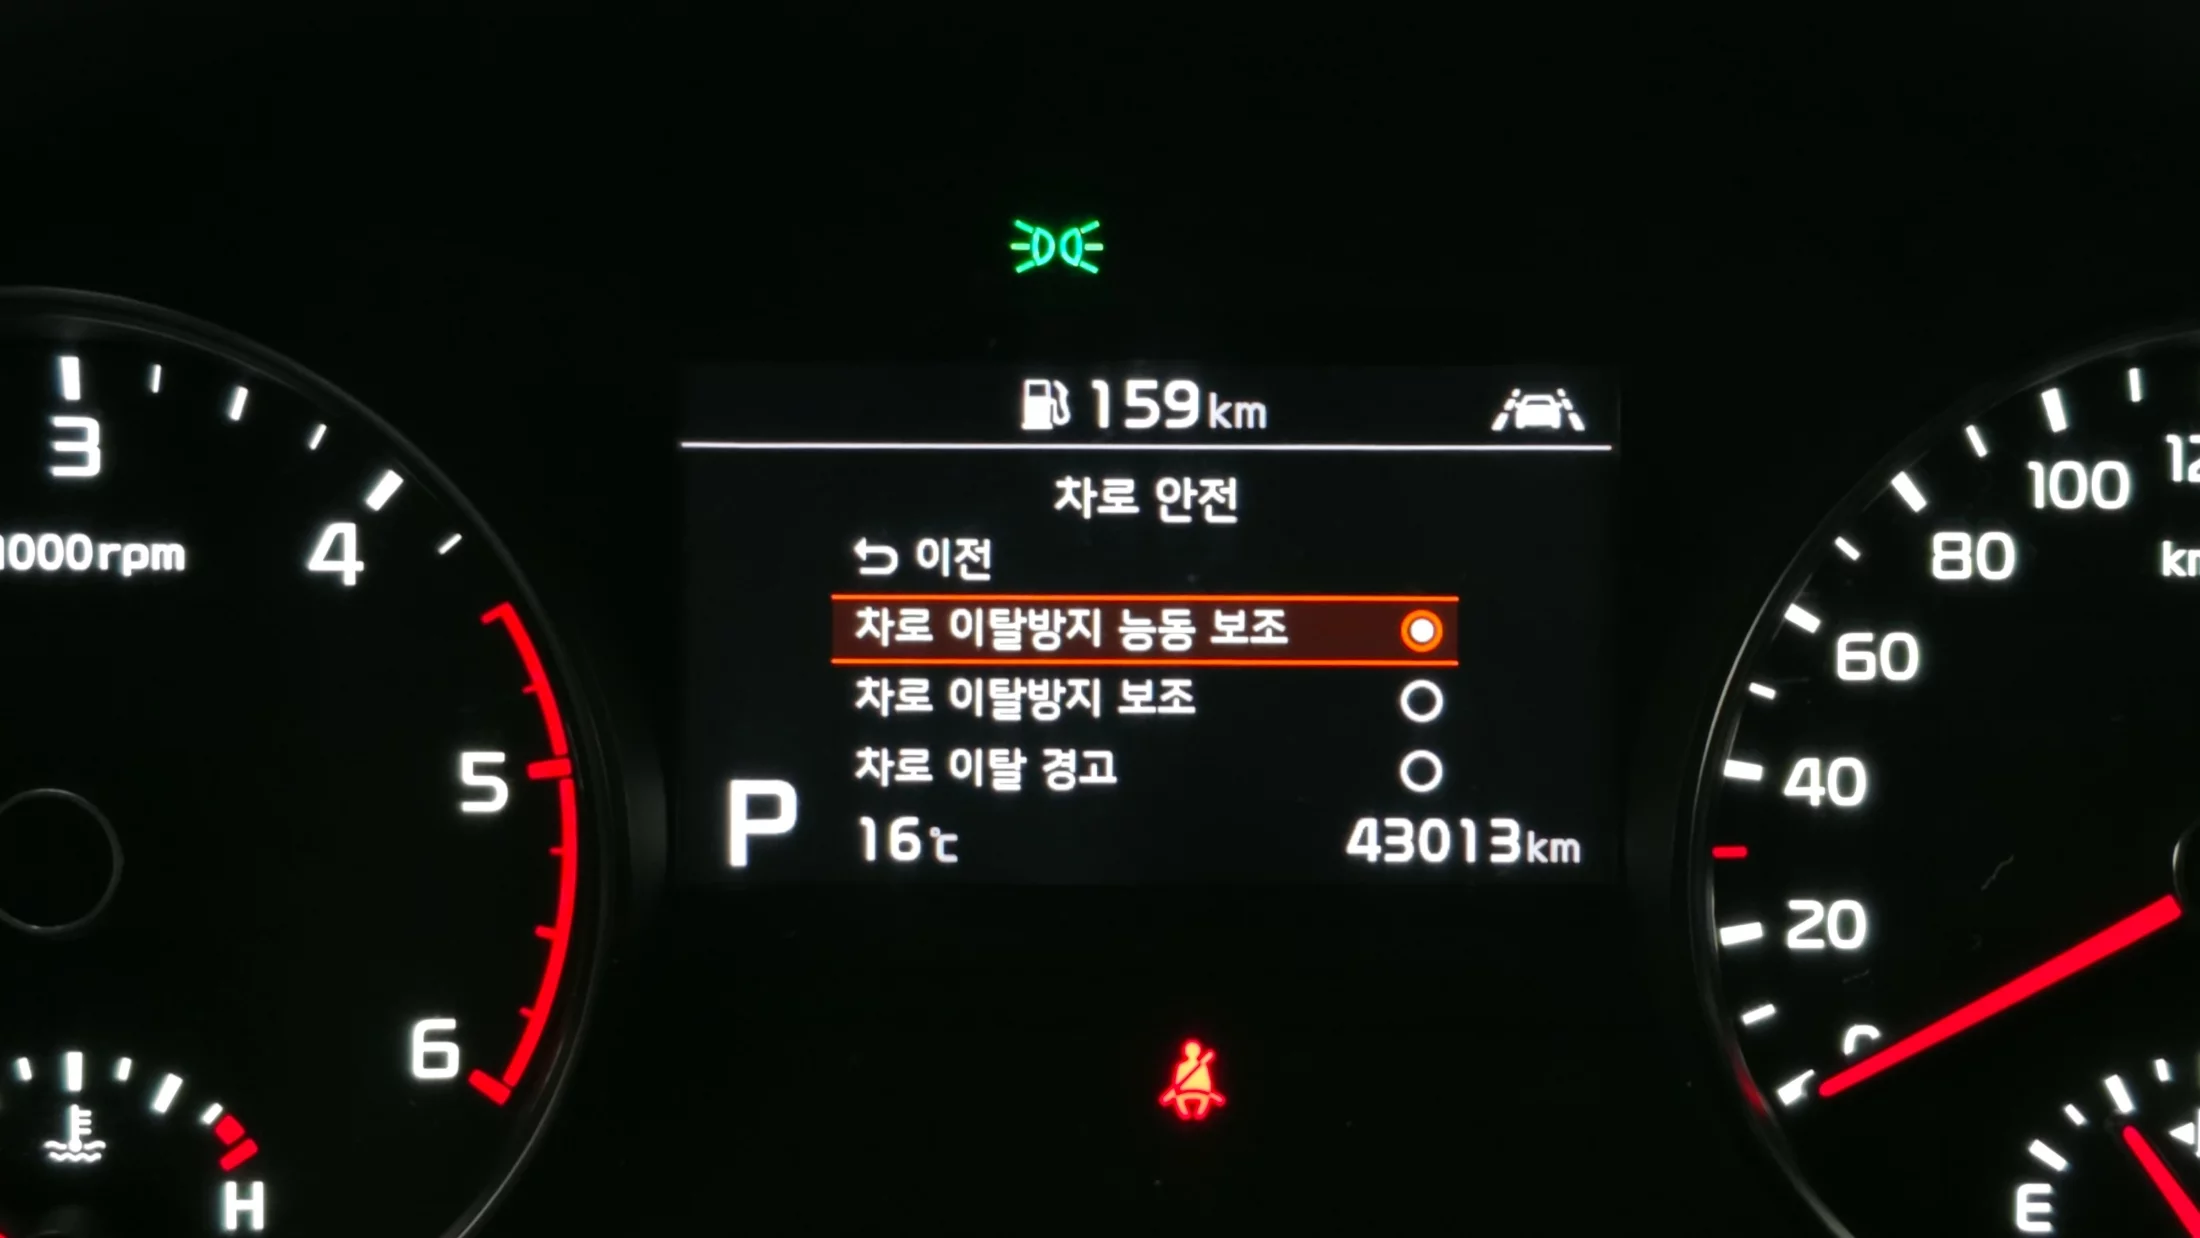 159km
차로 안전
이전
차로 이탈방지 능동 보조
차로 이탈방지 보조
차로 이탈 경고
P
16℃
43013km
3
4
5
6
1000rpm
H
100
80
60
40
20
E